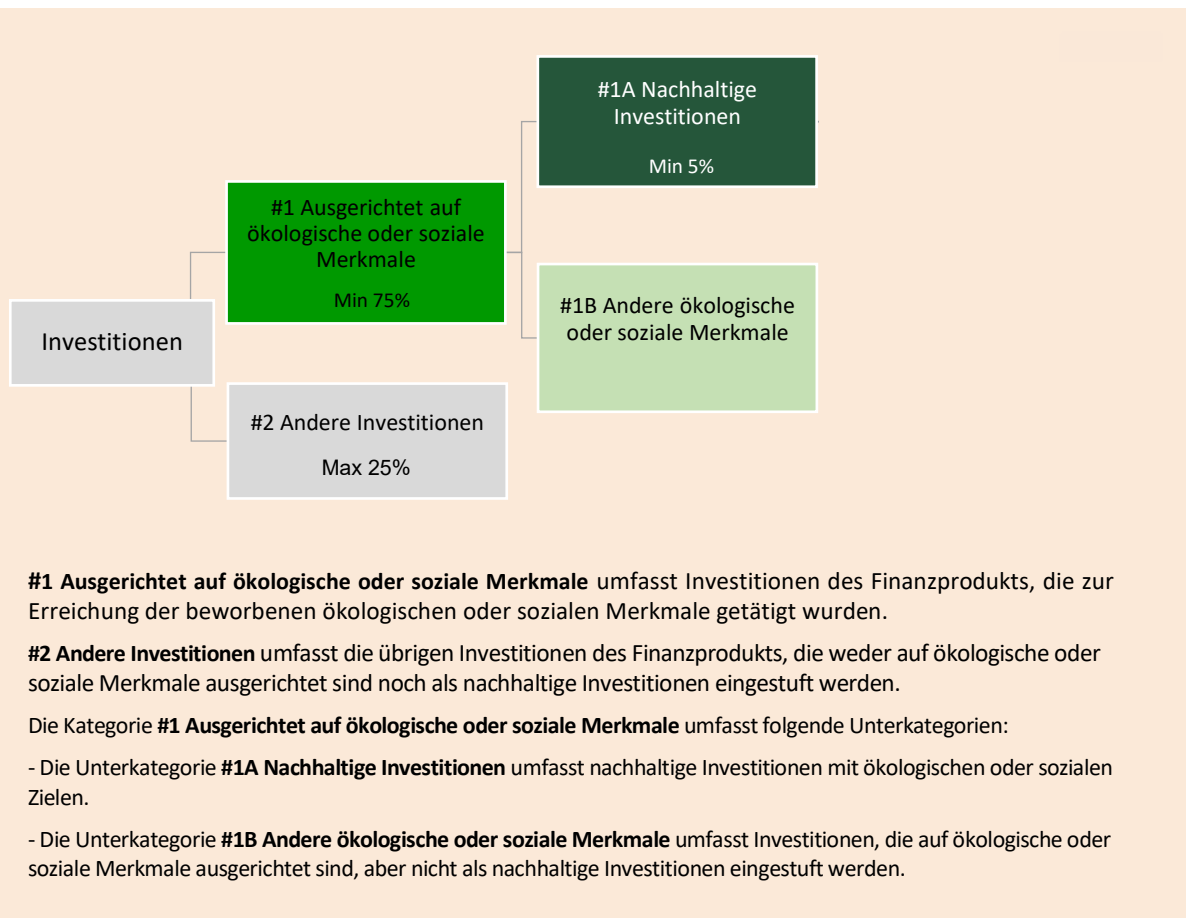 #1A Nachhaltige
Investitionen
Min 5%
#1 Ausgerichtet auf
ökologische oder soziale
Merkmale
Min 75%
#1B Andere ökologische
oder soziale Merkmale
Investitionen
#2 Andere Investitionen
Max 25%
#1 Ausgerichtet auf ökologische oder soziale Merkmale umfasst Investitionen des Finanzprodukts, die zur
Erreichung der beworbenen ökologischen oder sozialen Merkmale getätigt wurden.
#2 Andere Investitionen umfasst die übrigen Investitionen des Finanzprodukts, die weder auf ökologische oder
soziale Merkmale ausgerichtet sind noch als nachhaltige Investitionen eingestuft werden.
Die Kategorie #1 Ausgerichtet auf ökologische oder soziale Merkmale umfasst folgende Unterkategorien:
- Die Unterkategorie #1A Nachhaltige Investitionen umfasst nachhaltige Investitionen mit ökologischen oder sozialen
Zielen.
- Die Unterkategorie #1B Andere ökologische oder soziale Merkmale umfasst Investitionen, die auf ökologische oder
soziale Merkmale ausgerichtet sind, aber nicht als nachhaltige Investitionen eingestuft werden.